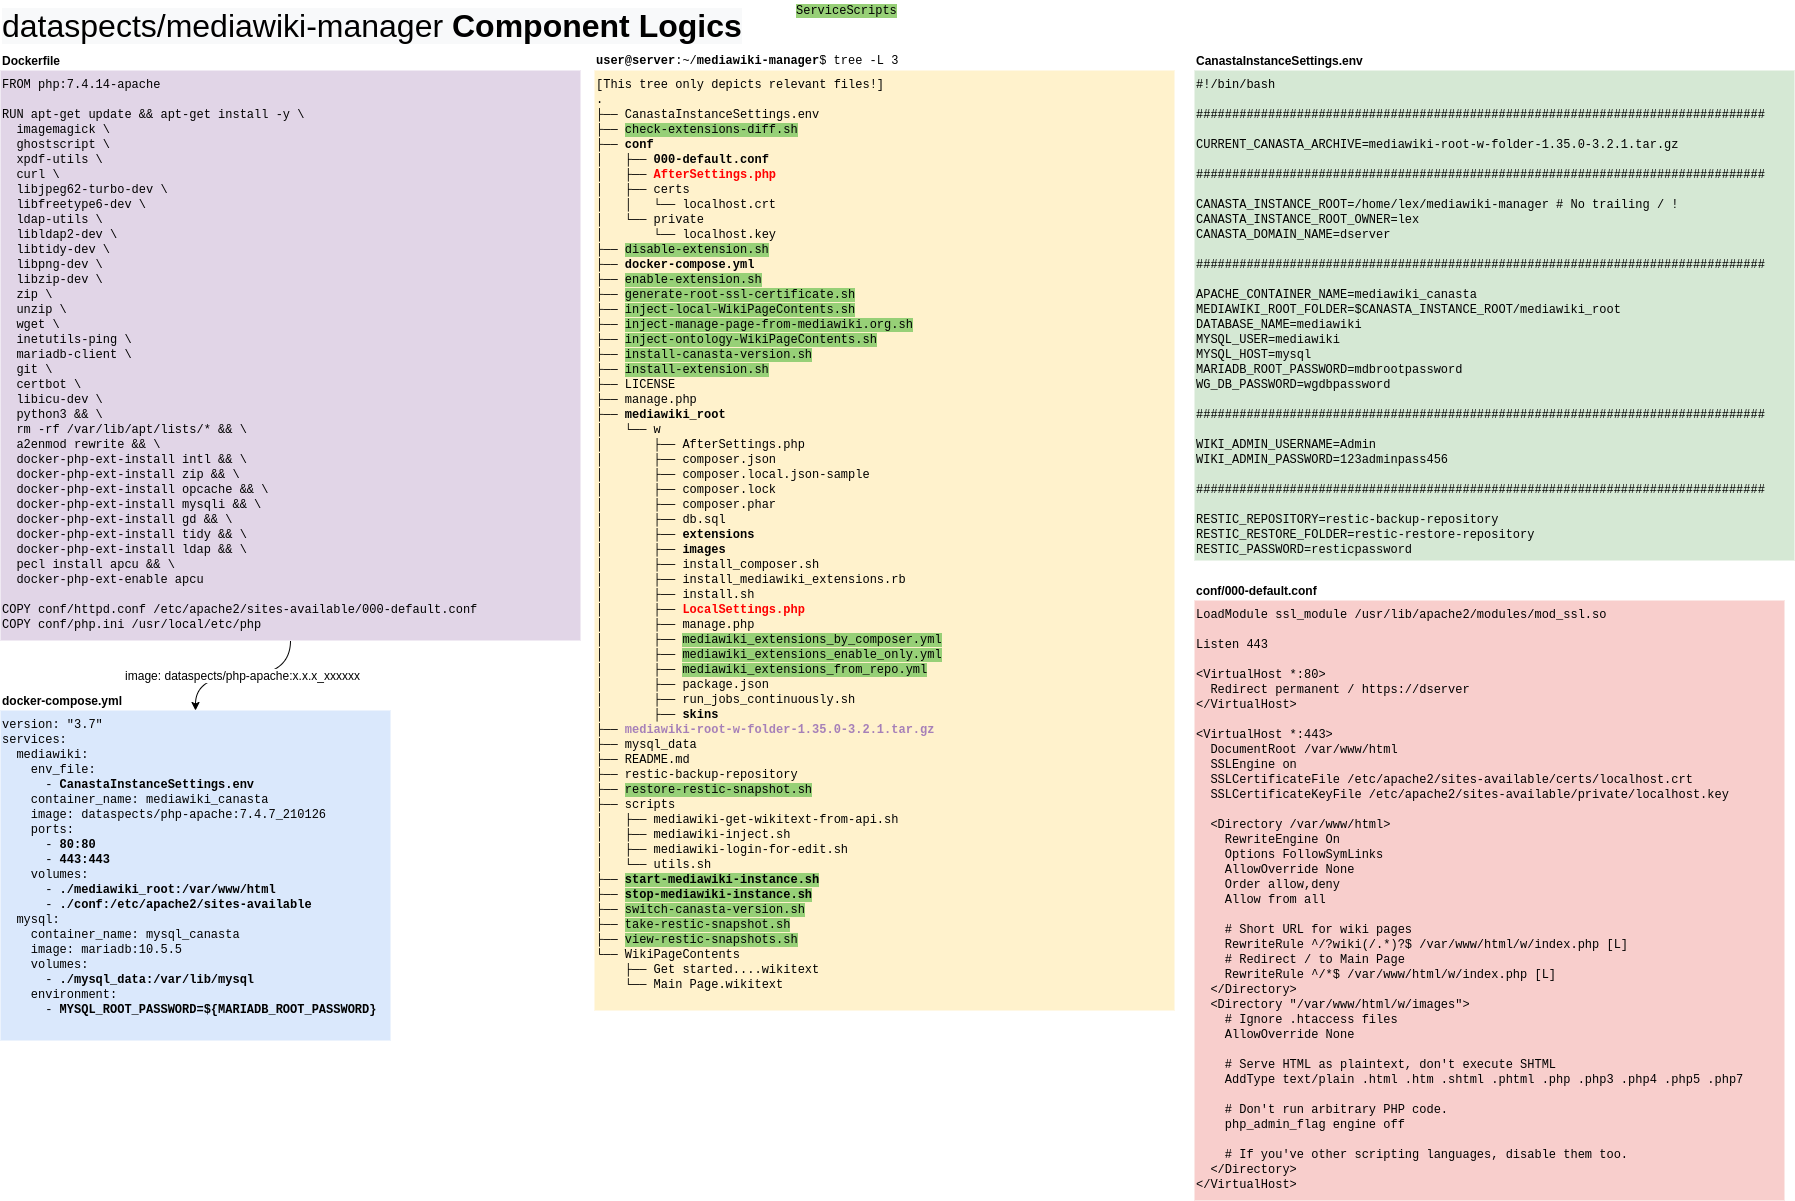 dataspects/mediawiki-manager Component Logics
ServiceScripts
Dockerfile
FROM php:7.4.14-apache
RUN apt-get update && apt-get install -y \
imagemagick \
ghostscript \
xpdf-utils \
curl \
libjpeg62-turbo-dev \
libfreetype6-dev \
ldap-utils \
libldap2-dev \
libtidy-dev \
libpng-dev \
libzip-dev \
zip \
unzip \
wget \
inetutils-ping \
mariadb-client \
git \
certbot \
libicu-dev \
python3 && \
rm -rf /var/lib/apt/lists/* && \
a2enmod rewrite && \
docker-php-ext-install intl && \
docker-php-ext-install zip && \
docker-php-ext-install opcache && \
docker-php-ext-install mysqli && \
docker-php-ext-install gd && \
docker-php-ext-install tidy && \
docker-php-ext-install ldap && \
pecl install apcu && \
docker-php-ext-enable apcu
COPY conf/httpd.conf /etc/apache2/sites-available/000-default.conf
COPY conf/php.ini /usr/local/etc/php
image: dataspects/php-apache:x.x.x_xxxxxx
docker-compose.yml
version: "3.7"
services:
mediawiki:
env_file:
- CanastaInstanceSettings.env
container_name: mediawiki_canasta
image: dataspects/php-apache:7.4.7_210126
ports:
- 80:80
- 443:443
volumes:
- ./mediawiki_root:/var/www/html
- ./conf:/etc/apache2/sites-available
mysql:
container_name: mysql_canasta
image: mariadb:10.5.5
volumes:
- ./mysql_data:/var/lib/mysql
environment:
- MYSQL_ROOT_PASSWORD=${MARIADB_ROOT_PASSWORD}
user@server:~/mediawiki-manager$ tree -L 3
[This tree only depicts relevant files!]
.
├── CanastaInstanceSettings.env
├── check-extensions-diff.sh
├── conf
│   ├── 000-default.conf
│   ├── AfterSettings.php
│   ├── certs
│   │   └── localhost.crt
│   └── private
│       └── localhost.key
├── disable-extension.sh
├── docker-compose.yml
├── enable-extension.sh
├── generate-root-ssl-certificate.sh
├── inject-local-WikiPageContents.sh
├── inject-manage-page-from-mediawiki.org.sh
├── inject-ontology-WikiPageContents.sh
├── install-canasta-version.sh
├── install-extension.sh
├── LICENSE
├── manage.php
├── mediawiki_root
│   └── w
│       ├── AfterSettings.php
│       ├── composer.json
│       ├── composer.local.json-sample
│       ├── composer.lock
│       ├── composer.phar
│       ├── db.sql
│       ├── extensions
│       ├── images
│       ├── install_composer.sh
│       ├── install_mediawiki_extensions.rb
│       ├── install.sh
│       ├── LocalSettings.php
│       ├── manage.php
│       ├── mediawiki_extensions_by_composer.yml
│       ├── mediawiki_extensions_enable_only.yml
│       ├── mediawiki_extensions_from_repo.yml
│       ├── package.json
│       ├── run_jobs_continuously.sh
│       ├── skins
├── mediawiki-root-w-folder-1.35.0-3.2.1.tar.gz
├── mysql_data
├── README.md
├── restic-backup-repository
├── restore-restic-snapshot.sh
├── scripts
│   ├── mediawiki-get-wikitext-from-api.sh
│   ├── mediawiki-inject.sh
│   ├── mediawiki-login-for-edit.sh
│   └── utils.sh
├── start-mediawiki-instance.sh
├── stop-mediawiki-instance.sh
├── switch-canasta-version.sh
├── take-restic-snapshot.sh
├── view-restic-snapshots.sh
└── WikiPageContents
    ├── Get started....wikitext
    └── Main Page.wikitext
CanastaInstanceSettings.env
#!/bin/bash
###############################################################################
CURRENT_CANASTA_ARCHIVE=mediawiki-root-w-folder-1.35.0-3.2.1.tar.gz
###############################################################################
CANASTA_INSTANCE_ROOT=/home/lex/mediawiki-manager # No trailing / !
CANASTA_INSTANCE_ROOT_OWNER=lex
CANASTA_DOMAIN_NAME=dserver
###############################################################################
APACHE_CONTAINER_NAME=mediawiki_canasta
MEDIAWIKI_ROOT_FOLDER=$CANASTA_INSTANCE_ROOT/mediawiki_root
DATABASE_NAME=mediawiki
MYSQL_USER=mediawiki
MYSQL_HOST=mysql
MARIADB_ROOT_PASSWORD=mdbrootpassword
WG_DB_PASSWORD=wgdbpassword
###############################################################################
WIKI_ADMIN_USERNAME=Admin
WIKI_ADMIN_PASSWORD=123adminpass456
###############################################################################
RESTIC_REPOSITORY=restic-backup-repository
RESTIC_RESTORE_FOLDER=restic-restore-repository
RESTIC_PASSWORD=resticpassword
conf/000-default.conf
LoadModule ssl_module /usr/lib/apache2/modules/mod_ssl.so
Listen 443
<VirtualHost *:80>
Redirect permanent / https://dserver
</VirtualHost>
<VirtualHost *:443>
DocumentRoot /var/www/html
SSLEngine on
SSLCertificateFile /etc/apache2/sites-available/certs/localhost.crt
SSLCertificateKeyFile /etc/apache2/sites-available/private/localhost.key
<Directory /var/www/html>
RewriteEngine On
Options FollowSymLinks
AllowOverride None
Order allow,deny
Allow from all
# Short URL for wiki pages
RewriteRule ^/?wiki(/.*)?$ /var/www/html/w/index.php [L]
# Redirect / to Main Page
RewriteRule ^/*$ /var/www/html/w/index.php [L]
</Directory>
<Directory "/var/www/html/w/images">
# Ignore .htaccess files
AllowOverride None
# Serve HTML as plaintext, don't execute SHTML
AddType text/plain .html .htm .shtml .phtml .php .php3 .php4 .php5 .php7
# Don't run arbitrary PHP code.
php_admin_flag engine off
# If you've other scripting languages, disable them too.
</Directory>
</VirtualHost>